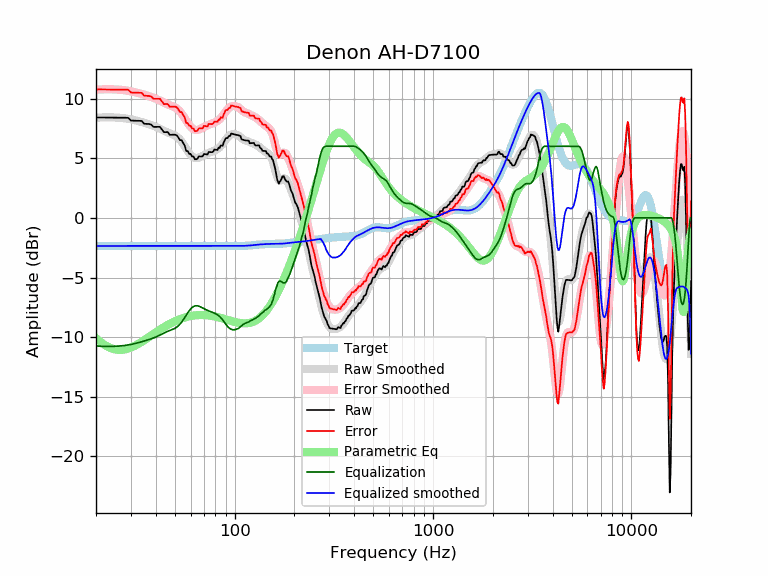 Denon AH-D7100
10
5
0
−5
−10
−15
−20
Amplitude (dBr)
Target
Raw Smoothed
Error Smoothed
Raw
Error
Parametric Eq
Equalization
Equalized smoothed
100
1000
10000
Frequency (Hz)